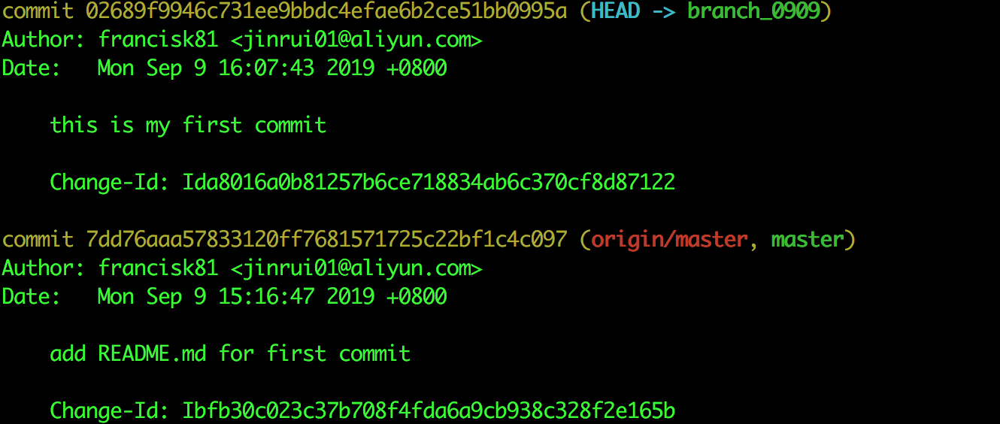 commit 02689f9946c731ee9bbdc4efae6b2ce51bb0995a (HEAD -> branch_0909)
Author: francisk81 <jinrui01@aliyun.com>
Date:   Mon Sep 9 16:07:43 2019 +0800
    this is my first commit
    Change-Id: Ida8016a0b81257b6ce718834ab6c370cf8d87122
commit 7dd76aaa57833120ff7681571725c22bf1c4c097 (origin/master, master)
Author: francisk81 <jinrui01@aliyun.com>
Date:   Mon Sep 9 15:16:47 2019 +0800
    add README.md for first commit
    Change-Id: Ibfb30c023c37b708f4fda6a9cb938c328f2e165b